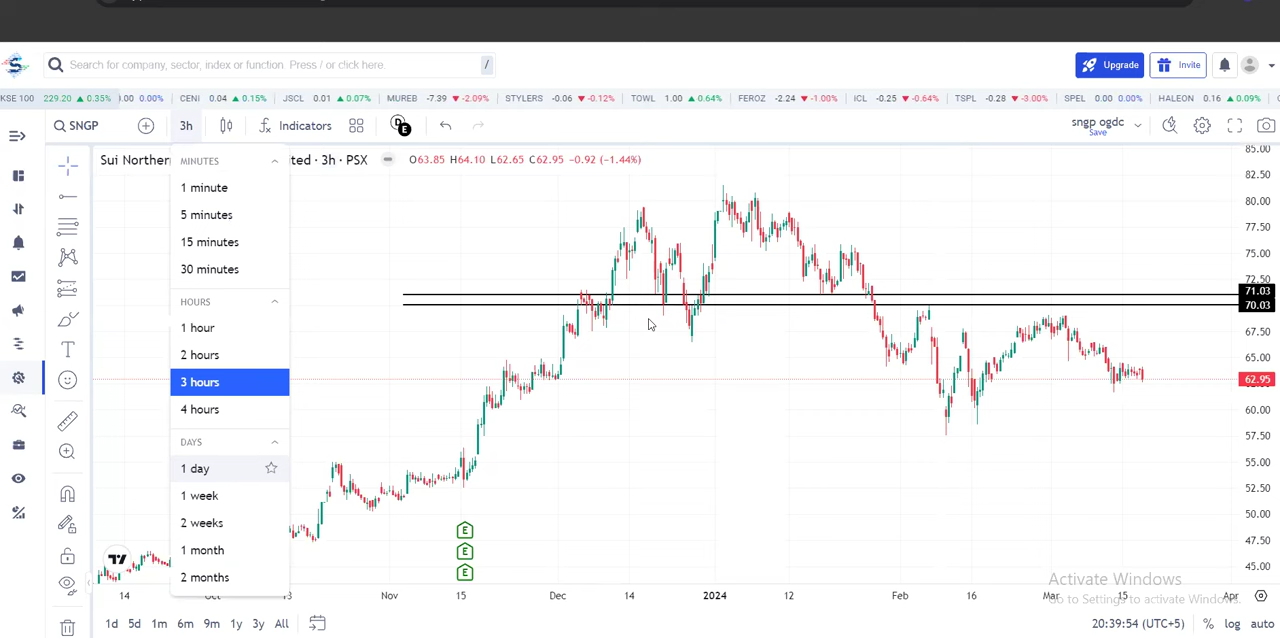 Search for company, sector, index or function. Press / or click here. /
Upgrade Invite
KSE 100 229.20 ▲ 0.35% 0.00 0.00% CENI 0.04 ▲ 0.15% JSCL 0.01 ▲ 0.07% MUREB -7.39 ▼ -2.09% STYLERS -0.06 ▼ -0.12% TOWL 1.00 ▲ 0.64% FEROZ -2.24 ▼ -1.00% ICL -0.25 ▼ -0.64% TSPL -0.28 ▼ -3.00% SPEL 0.00 0.00% HALEON 0.16 ▲ 0.09%
SNGP 3h Indicators D E sngp ogdc
Save
Sui Northern ited · 3h · PSX O63.85 H64.10 L62.65 C62.95 -0.92 (-1.44%)
MINUTES
1 minute
5 minutes
15 minutes
30 minutes
HOURS
1 hour
2 hours
3 hours
4 hours
DAYS
1 day
1 week
2 weeks
1 month
2 months
85.00
82.50
80.00
77.50
75.00
72.50
71.03
70.03
67.50
65.00
62.95
60.00
57.50
55.00
52.50
50.00
47.50
45.00
E
E
E
14 Oct 13 Nov 15 Dec 14 2024 12 Feb 16 Mar 15 Apr
Activate Windows
Go to Settings to activate Windows.
1d 5d 1m 6m 9m 1y 3y All 20:39:54 (UTC+5) % log auto